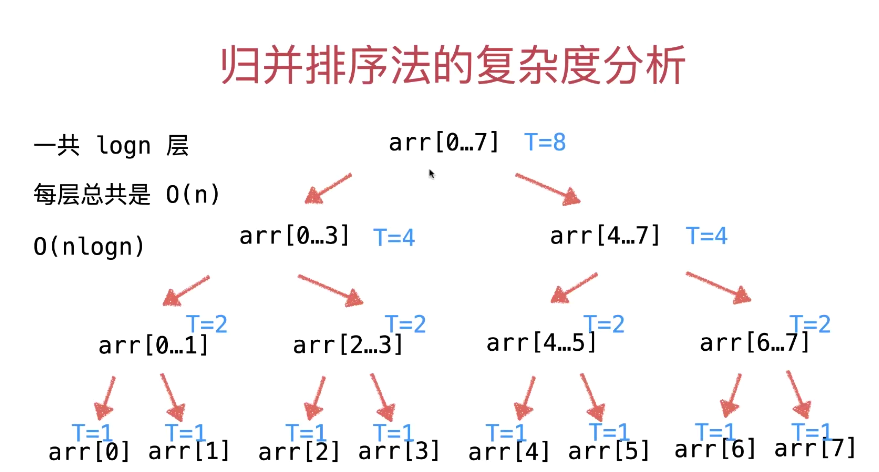 归并排序法的复杂度分析
一共 logn 层
arr[0…7] T=8
每层总共是 O(n)
O(nlogn)
arr[0…3] T=4 arr[4…7] T=4
T=2 T=2 T=2 T=2
arr[0…1] arr[2…3] arr[4…5] arr[6…7]
T=1 T=1 T=1 T=1 T=1 T=1 T=1 T=1
arr[0] arr[1] arr[2] arr[3] arr[4] arr[5] arr[6] arr[7]